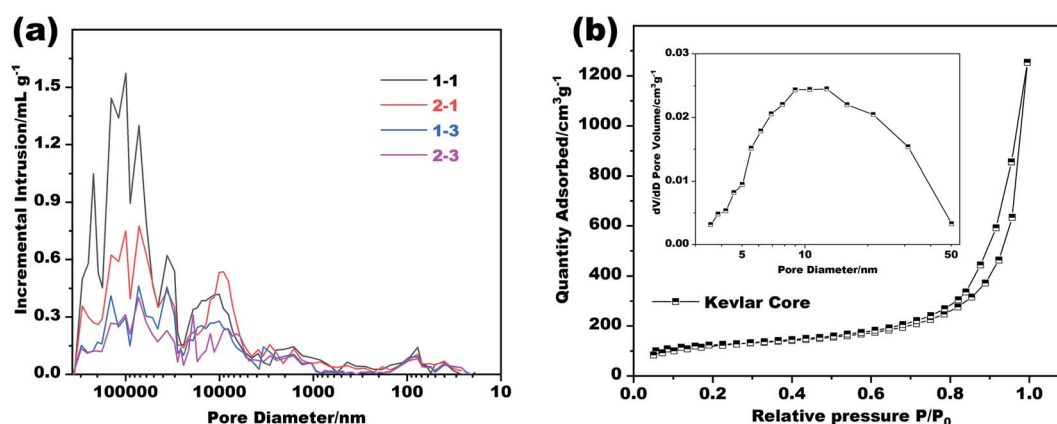 (a)
Incremental Intrusion/mL g⁻¹
1.5
1.2
0.9
0.6
0.3
0.0
1-1
2-1
1-3
2-3
100000 10000 1000 100 10
Pore Diameter/nm
(b)
Quantity Adsorbed/cm³g⁻¹
1200
1000
800
600
400
200
0
dV/dD Pore Volume/cm³g⁻¹
0.03
0.02
0.01
0.00
5 10 50
Pore Diameter/nm
Kevlar Core
0.0 0.2 0.4 0.6 0.8 1.0
Relative pressure P/P₀